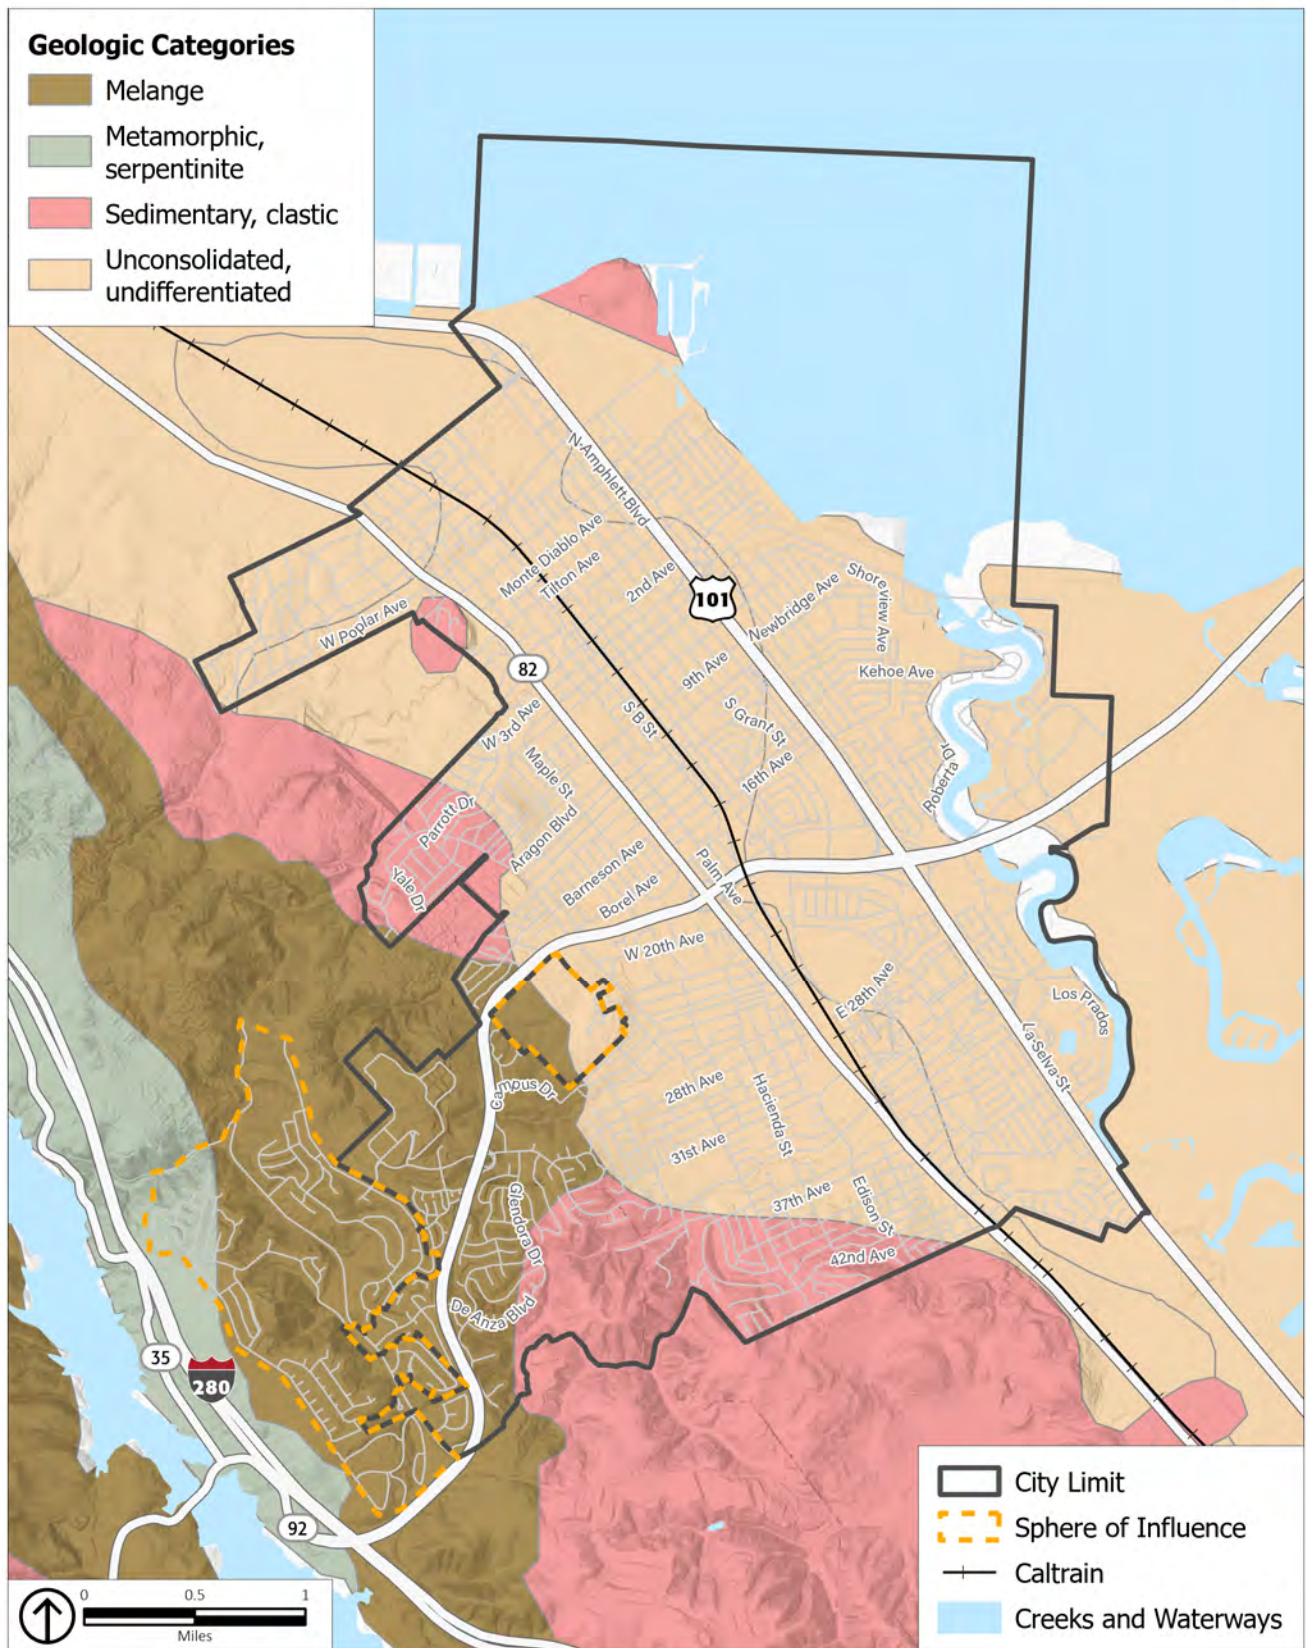 Geologic Categories
Melange
Metamorphic,
serpentinite
Sedimentary, clastic
Unconsolidated,
undifferentiated
N Amphlett Blvd
Monte Diablo Ave
Tilton Ave
2nd Ave
101
Newbridge Ave
Shoreview Ave
W Poplar Ave
82
9th Ave
Kehoe Ave
W 3rd Ave
S B St
S Grant St
Maple St
16th Ave
Roberta Dr
Parrott Dr
Aragon Blvd
Yale Dr
Barneson Ave
Palm Ave
Borel Ave
W 20th Ave
E 28th Ave
Los Prados
La Selva St
Campus Dr
28th Ave
Hacienda St
31st Ave
Glendora Dr
37th Ave
Edison St
42nd Ave
De Anza Blvd
35
280
92
City Limit
Sphere of Influence
Caltrain
Creeks and Waterways
0 0.5 1
Miles